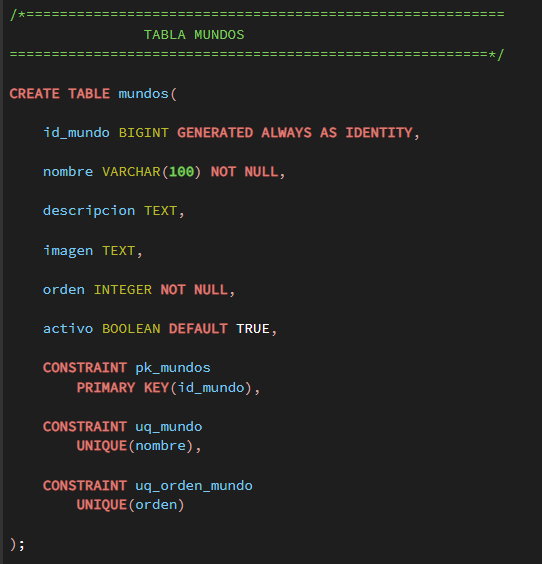 /*=========================================================
                TABLA MUNDOS
=========================================================*/
CREATE TABLE mundos(
    id_mundo BIGINT GENERATED ALWAYS AS IDENTITY,
    nombre VARCHAR(100) NOT NULL,
    descripcion TEXT,
    imagen TEXT,
    orden INTEGER NOT NULL,
    activo BOOLEAN DEFAULT TRUE,
    CONSTRAINT pk_mundos
        PRIMARY KEY(id_mundo),
    CONSTRAINT uq_mundo
        UNIQUE(nombre),
    CONSTRAINT uq_orden_mundo
        UNIQUE(orden)
);